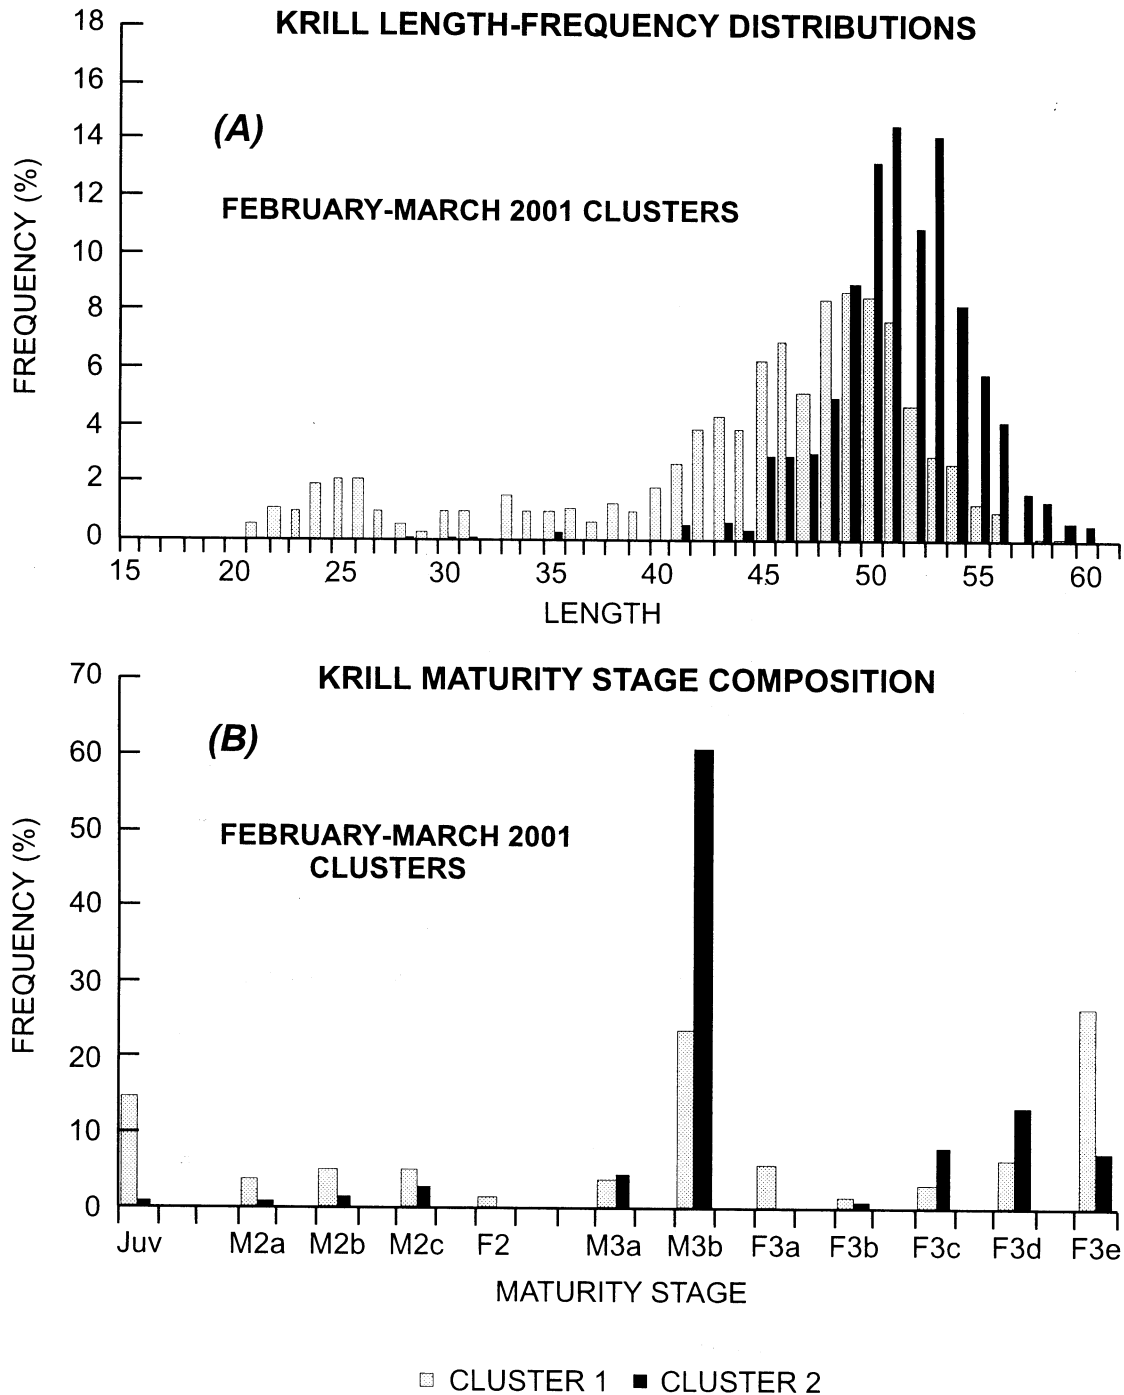 KRILL LENGTH-FREQUENCY DISTRIBUTIONS
(A)
FEBRUARY-MARCH 2001 CLUSTERS
FREQUENCY (%)
18
16
14
12
10
8
6
4
2
0
15 20 25 30 35 40 45 50 55 60
LENGTH
KRILL MATURITY STAGE COMPOSITION
(B)
FEBRUARY-MARCH 2001
CLUSTERS
FREQUENCY (%)
70
60
50
40
30
20
10
0
Juv M2a M2b M2c F2 M3a M3b F3a F3b F3c F3d F3e
MATURITY STAGE
CLUSTER 1 CLUSTER 2